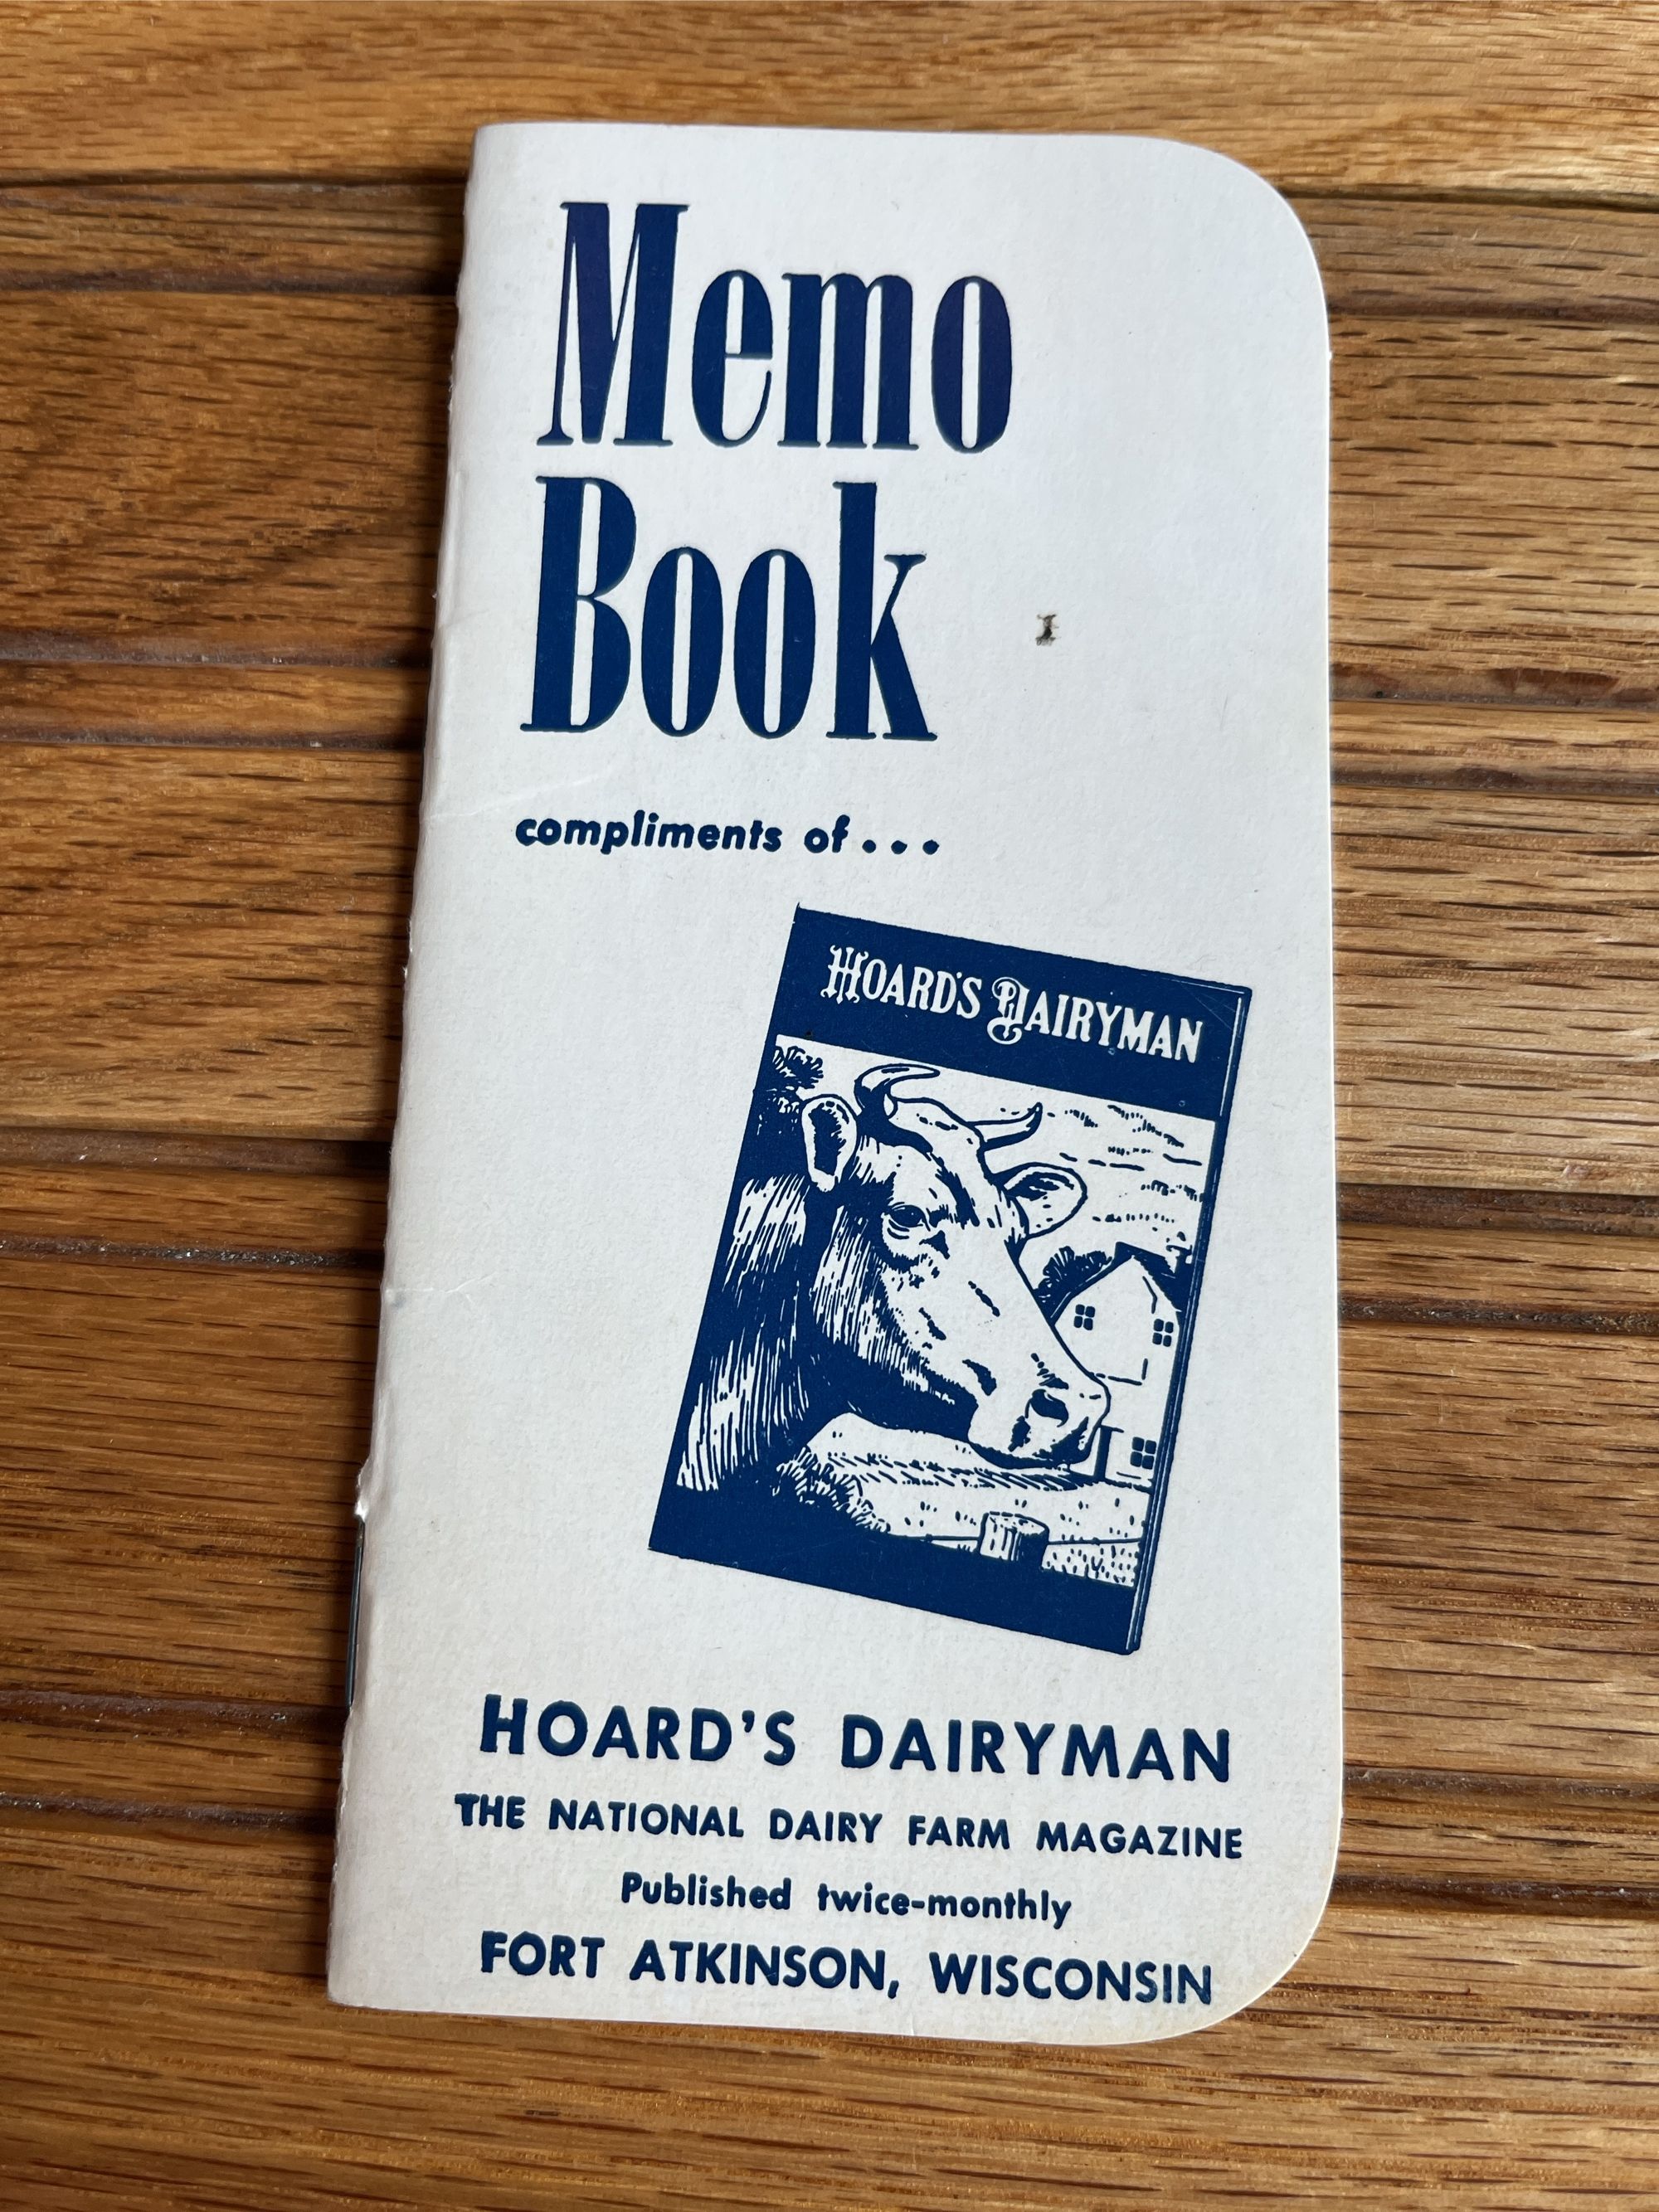 Memo
Book
compliments of...
HOARD'S DAIRYMAN
HOARD'S DAIRYMAN
THE NATIONAL DAIRY FARM MAGAZINE
Published twice-monthly
FORT ATKINSON, WISCONSIN